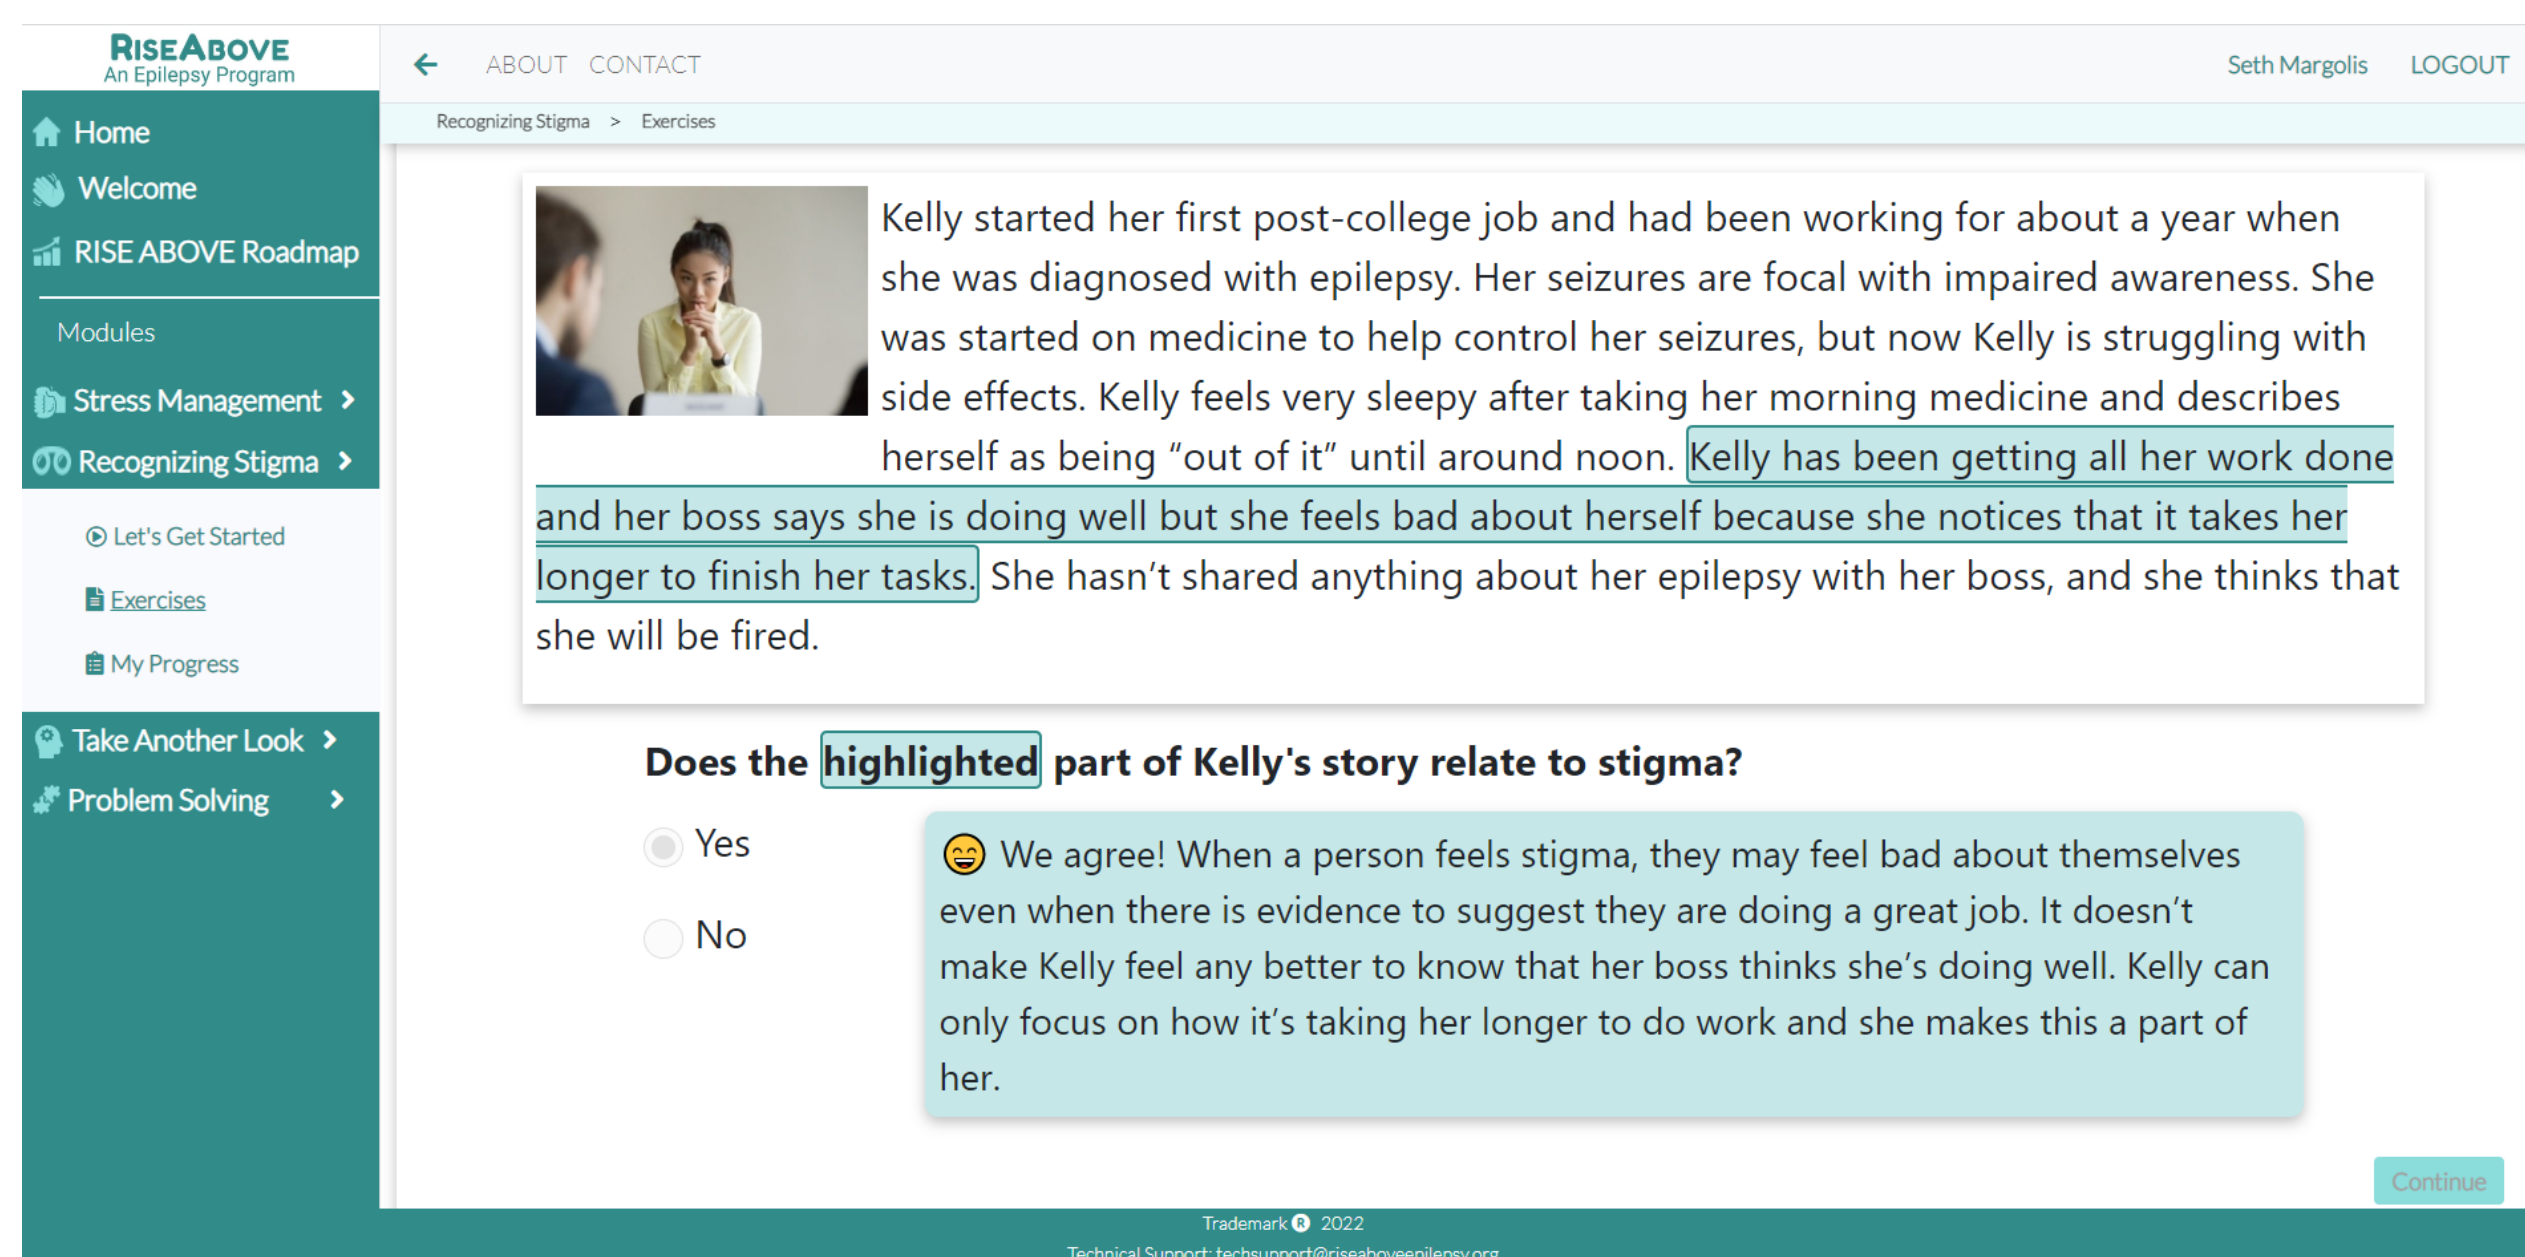 RISEABOVE
An Epilepsy Program
ABOUT CONTACT
Seth Margolis LOGOUT
Recognizing Stigma > Exercises
Home
Welcome
RISE ABOVE Roadmap
Modules
Stress Management
Recognizing Stigma
Let's Get Started
Exercises
My Progress
Take Another Look
Problem Solving
Kelly started her first post-college job and had been working for about a year when
she was diagnosed with epilepsy. Her seizures are focal with impaired awareness. She
was started on medicine to help control her seizures, but now Kelly is struggling with
side effects. Kelly feels very sleepy after taking her morning medicine and describes
herself as being “out of it” until around noon. Kelly has been getting all her work done
and her boss says she is doing well but she feels bad about herself because she notices that it takes her
longer to finish her tasks. She hasn’t shared anything about her epilepsy with her boss, and she thinks that
she will be fired.
Does the highlighted part of Kelly's story relate to stigma?
Yes
No
We agree! When a person feels stigma, they may feel bad about themselves
even when there is evidence to suggest they are doing a great job. It doesn’t
make Kelly feel any better to know that her boss thinks she’s doing well. Kelly can
only focus on how it’s taking her longer to do work and she makes this a part of
her.
Continue
Trademark ® 2022
Technical Support: techsupport@riseaboveepilepsy.org